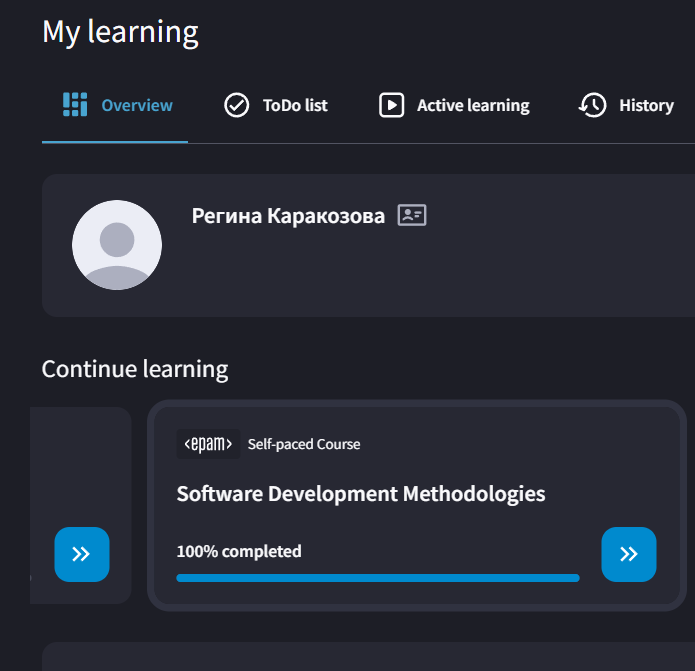 My learning
Overview ToDo list Active learning History
Регина Каракозова
Continue learning
<epam> Self-paced Course
Software Development Methodologies
100% completed